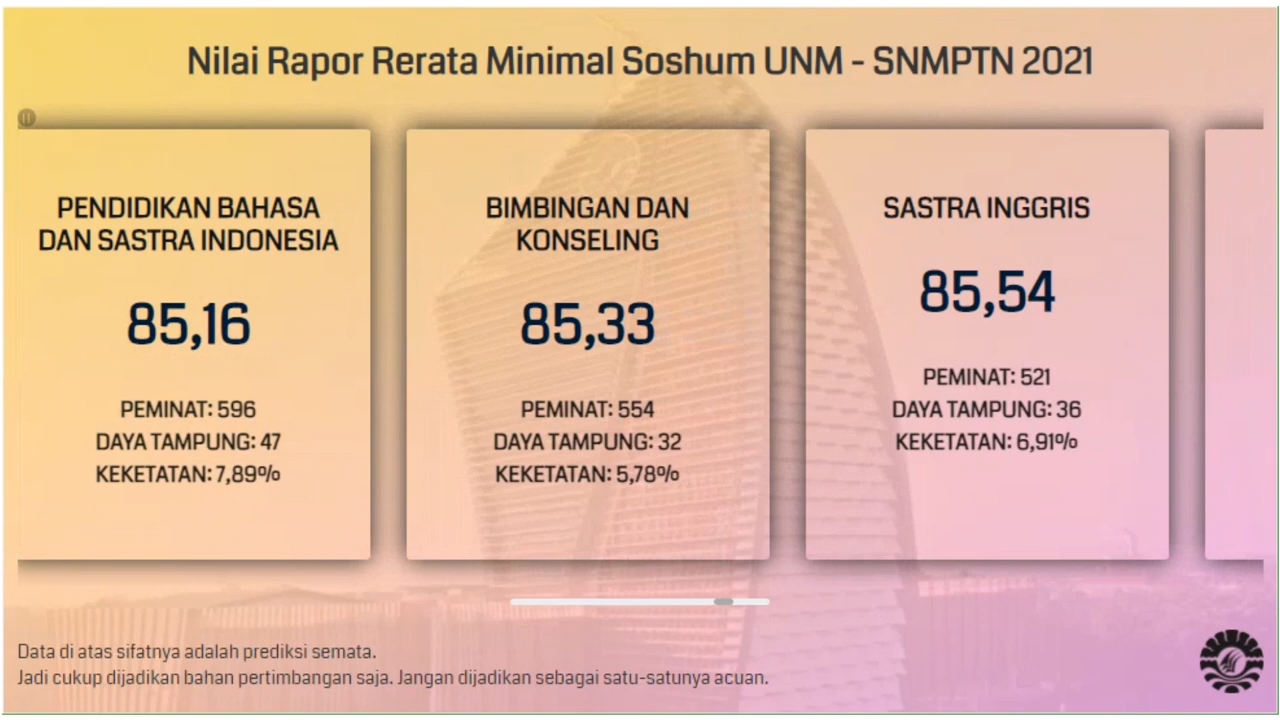 Nilai Rapor Rerata Minimal Soshum UNM - SNMPTN 2021
PENDIDIKAN BAHASA
DAN SASTRA INDONESIA
85,16
PEMINAT: 596
DAYA TAMPUNG: 47
KEKETATAN: 7,89%
BIMBINGAN DAN
KONSELING
85,33
PEMINAT: 554
DAYA TAMPUNG: 32
KEKETATAN: 5,78%
SASTRA INGGRIS
85,54
PEMINAT: 521
DAYA TAMPUNG: 36
KEKETATAN: 6,91%
Data di atas sifatnya adalah prediksi semata.
Jadi cukup dijadikan bahan pertimbangan saja. Jangan dijadikan sebagai satu-satunya acuan.